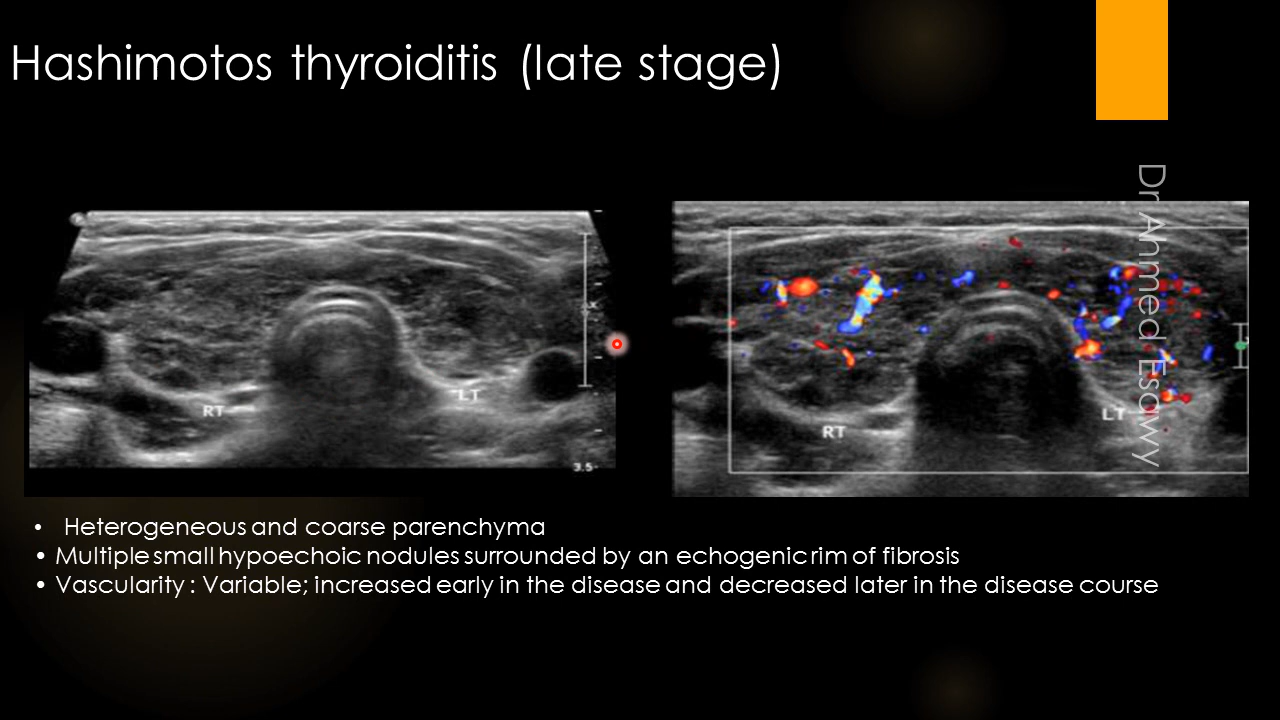 Hashimotos thyroiditis (late stage)
Dr Ahmed Esawy
RT
LT
3.5
RT
LT
• Heterogeneous and coarse parenchyma
• Multiple small hypoechoic nodules surrounded by an echogenic rim of fibrosis
• Vascularity : Variable; increased early in the disease and decreased later in the disease course